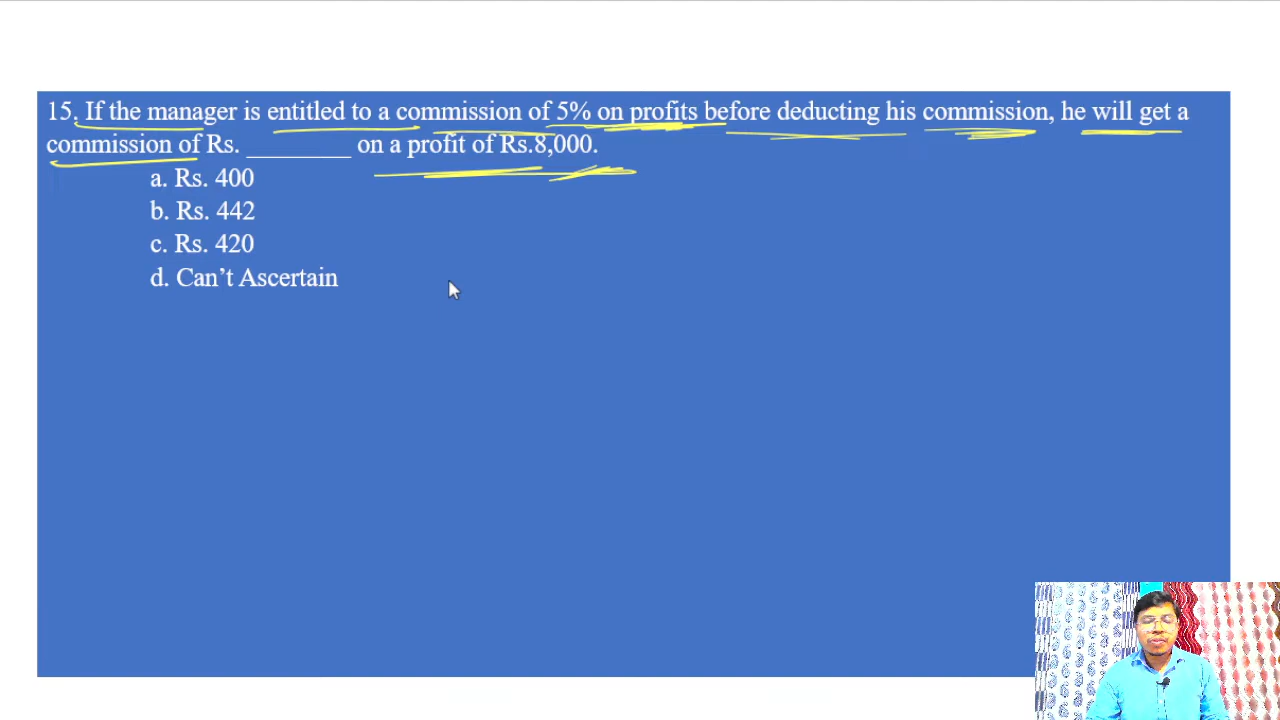 15. If the manager is entitled to a commission of 5% on profits before deducting his commission, he will get a
commission of Rs. ________ on a profit of Rs.8,000.
a. Rs. 400
b. Rs. 442
c. Rs. 420
d. Can’t Ascertain